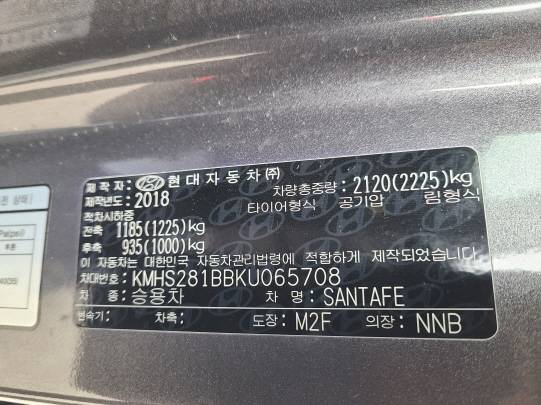 제 작 자: 현대자동차㈜
제작년도: 2018 차량총중량: 2120(2225)kg
적차시하중 타이어형식 공기압 림형식
전축 1185(1225)kg
후축 935(1000)kg
이 자동차는 대한민국 자동차관리법령에 적합하게 제작되었습니다.
차대번호: KMHS281BBKU065708
차 종: 승용차 차 명: SANTAFE
변속기: 차축: 도장: M2F 의장: NNB